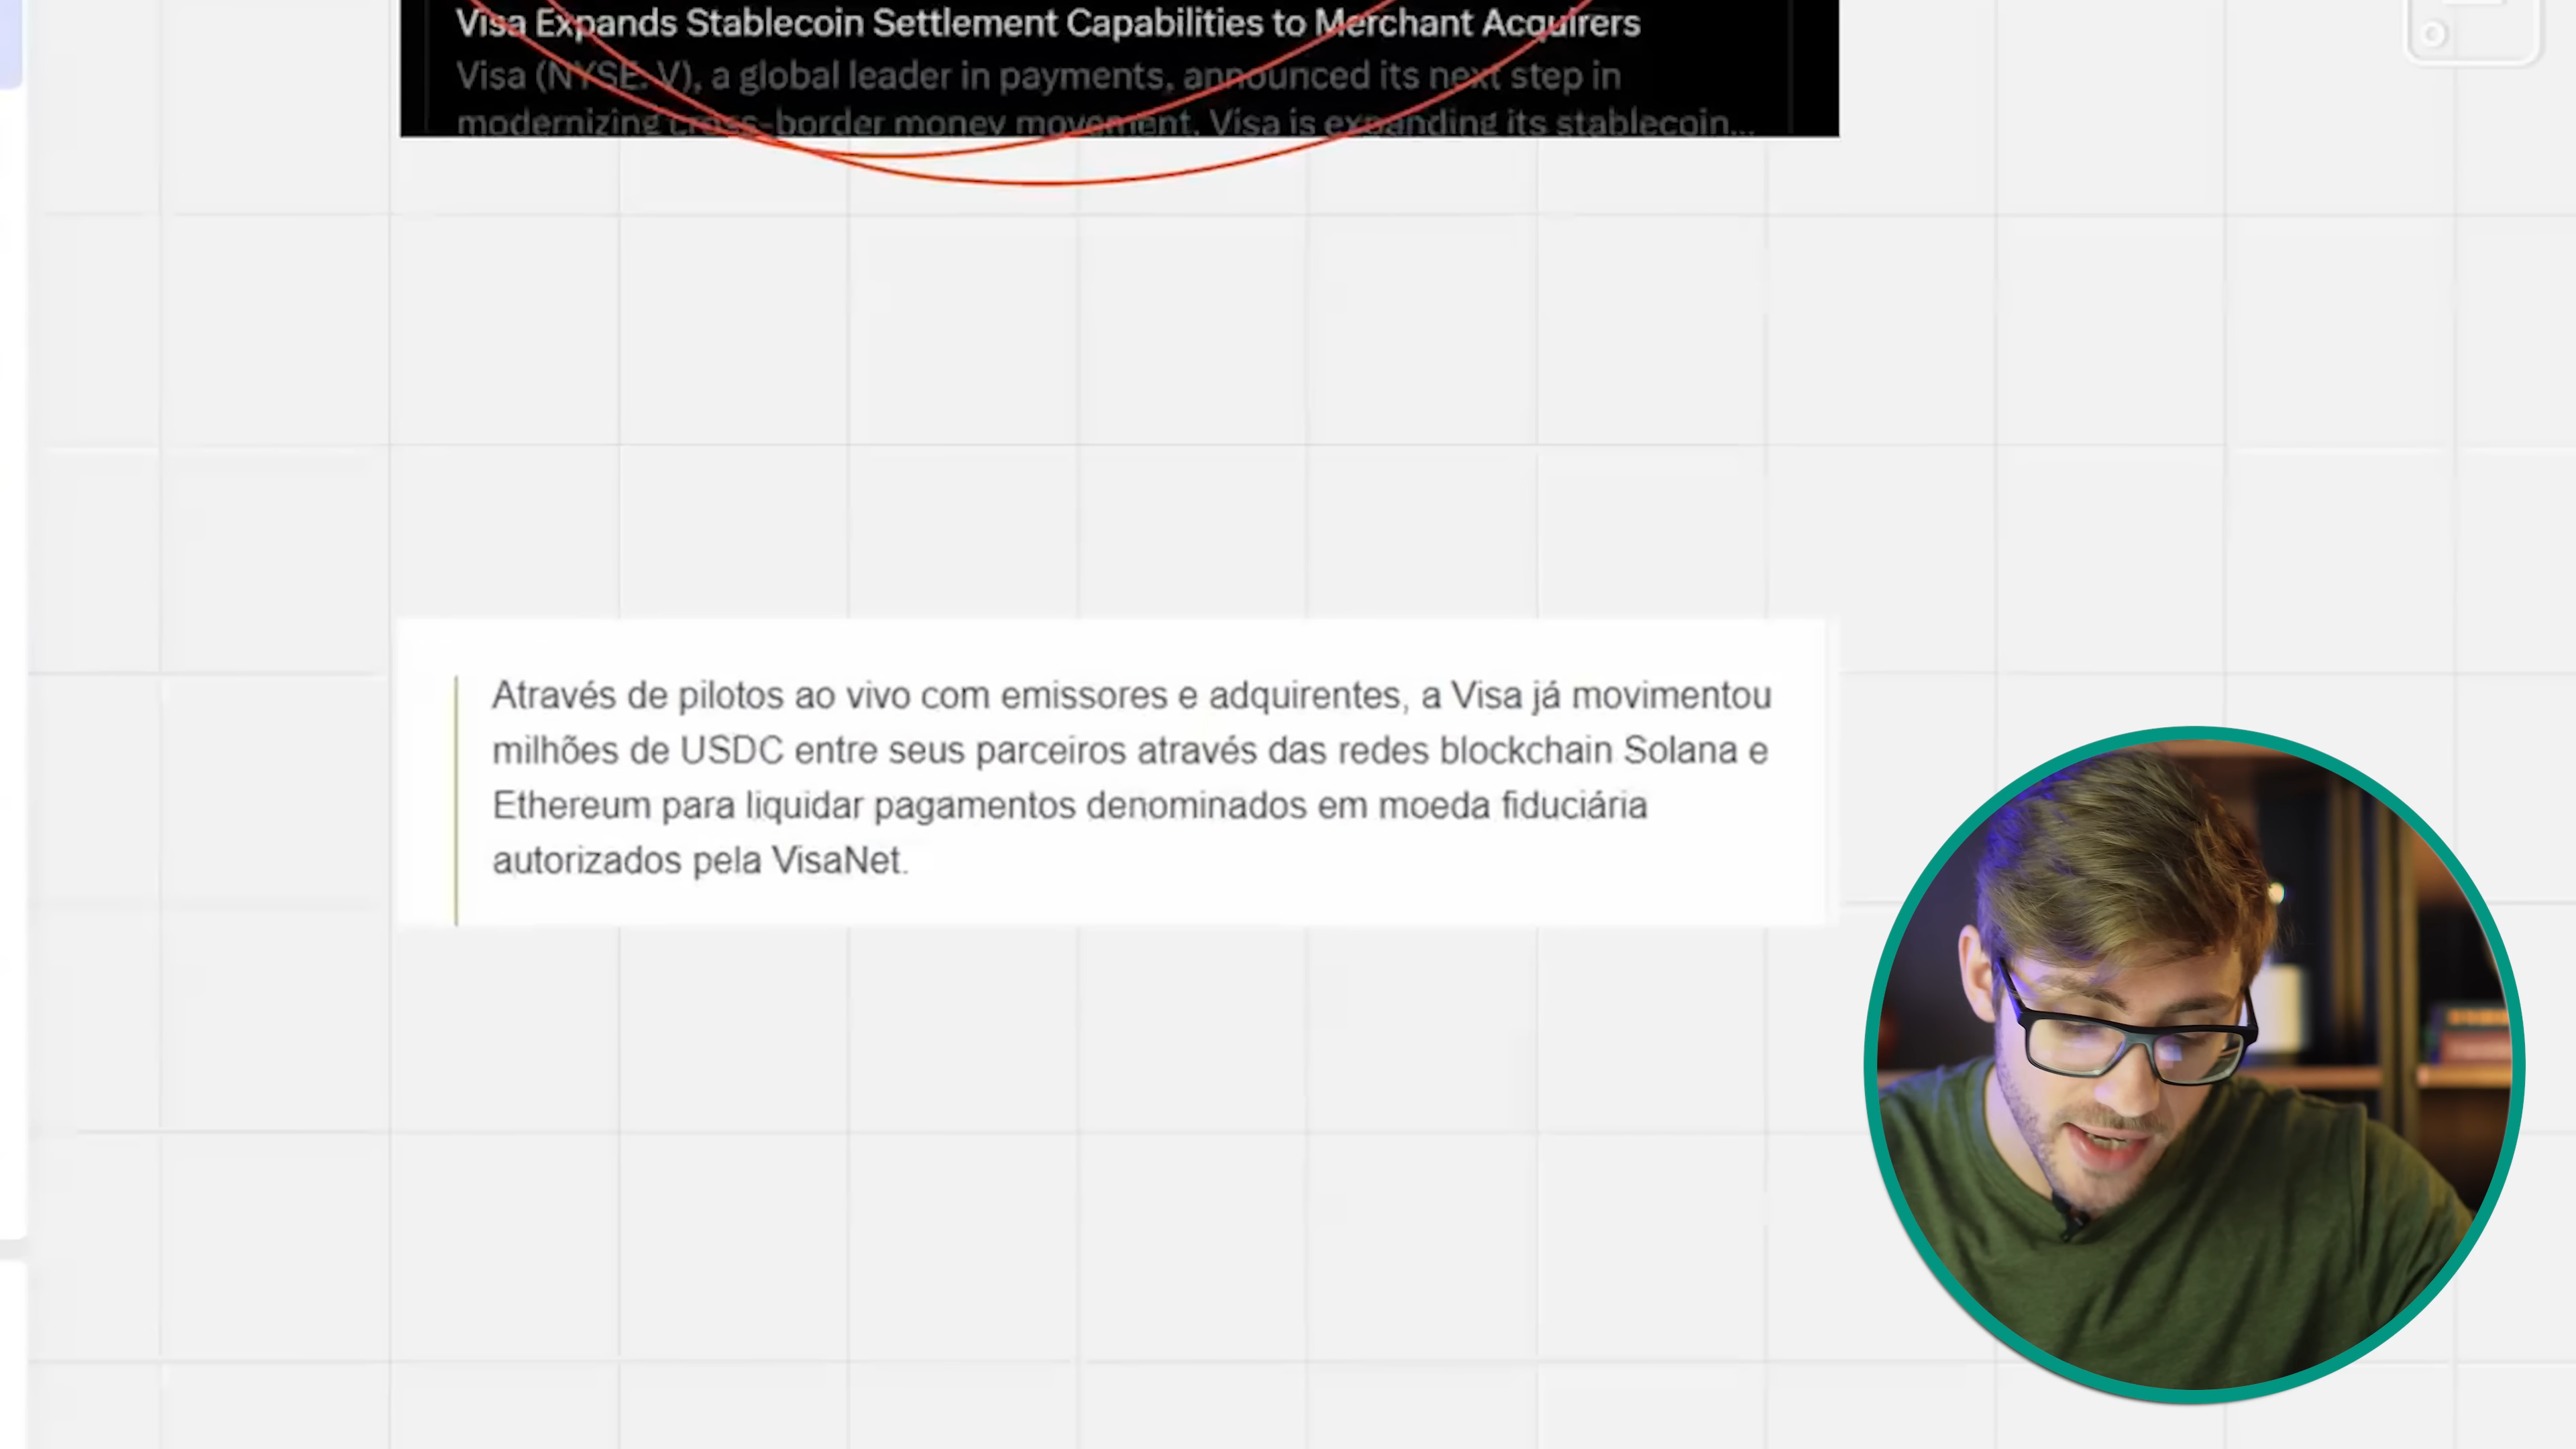 Visa Expands Stablecoin Settlement Capabilities to Merchant Acquirers
Visa (NYSE: V), a global leader in payments, announced its next step in
modernizing cross-border money movement. Visa is expanding its stablecoin...
Através de pilotos ao vivo com emissores e adquirentes, a Visa já movimentou
milhões de USDC entre seus parceiros através das redes blockchain Solana e
Ethereum para liquidar pagamentos denominados em moeda fiduciária
autorizados pela VisaNet.